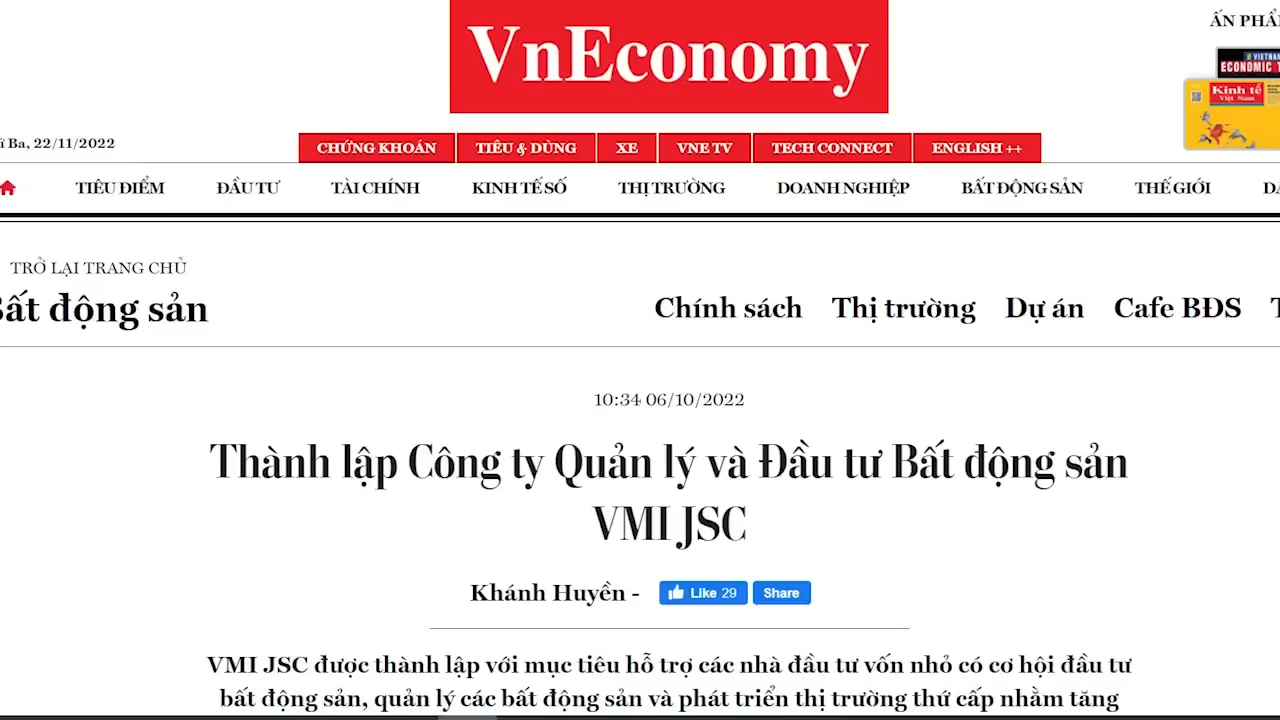 VnEconomy
ẤN PHẨ
VIETNAM
ECONOMIC T
Kinh tế
Việt Nam
Ba, 22/11/2022
CHỨNG KHOÁN TIÊU & DÙNG XE VNE TV TECH CONNECT ENGLISH ++
TIÊU ĐIỂM ĐẦU TƯ TÀI CHÍNH KINH TẾ SỐ THỊ TRƯỜNG DOANH NGHIỆP BẤT ĐỘNG SẢN THẾ GIỚI
TRỞ LẠI TRANG CHỦ
Bất động sản Chính sách Thị trường Dự án Cafe BĐS
10:34 06/10/2022
Thành lập Công ty Quản lý và Đầu tư Bất động sản
VMI JSC
Khánh Huyền - Like 29 Share
VMI JSC được thành lập với mục tiêu hỗ trợ các nhà đầu tư vốn nhỏ có cơ hội đầu tư
bất động sản, quản lý các bất động sản và phát triển thị trường thứ cấp nhằm tăng